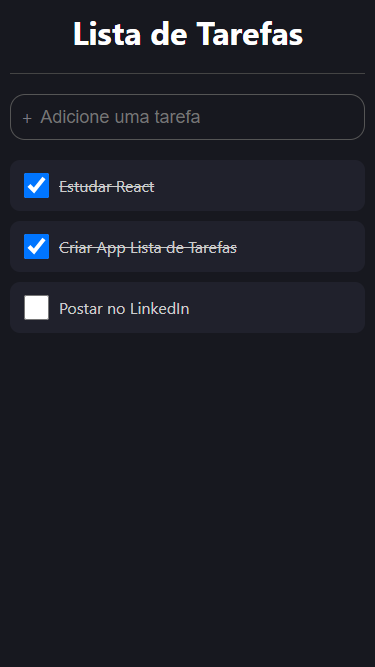 Lista de Tarefas
+ Adicione uma tarefa
Estudar React
Criar App Lista de Tarefas
Postar no LinkedIn